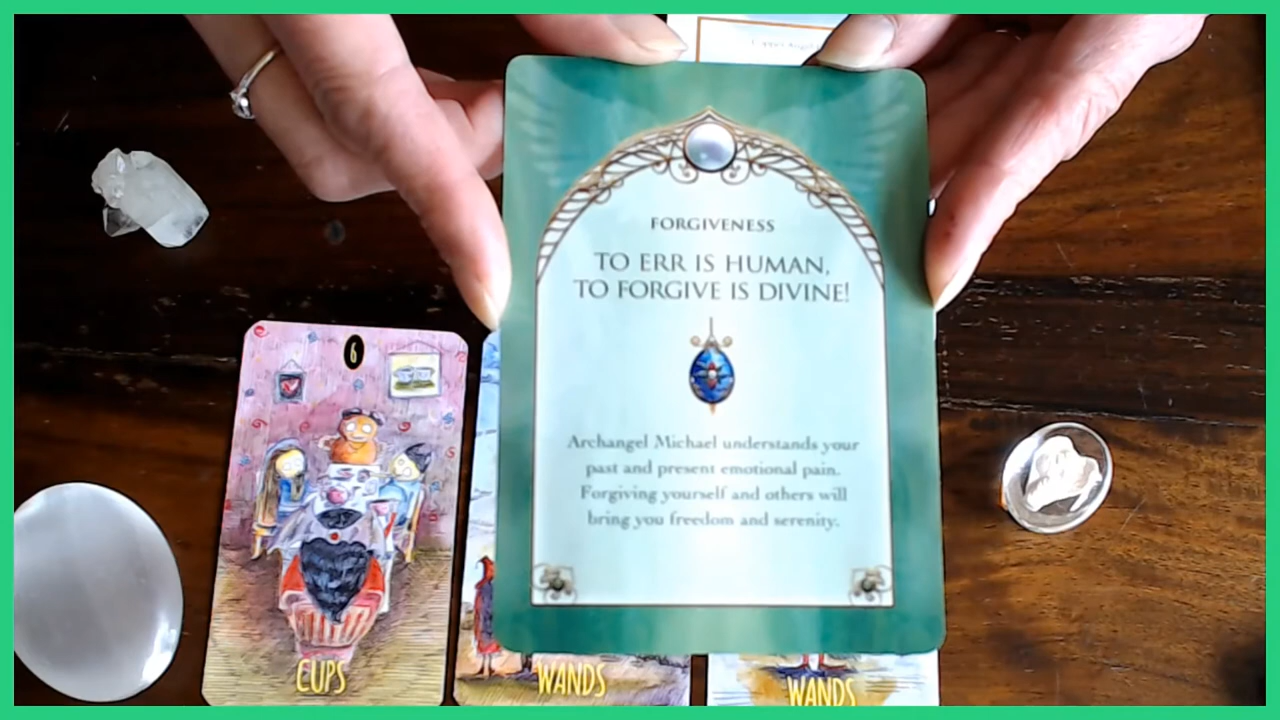 FORGIVENESS
TO ERR IS HUMAN,
TO FORGIVE IS DIVINE!
Archangel Michael understands your
past and present emotional pain.
Forgiving yourself and others will
bring you freedom and serenity.
6
CUPS
WANDS
WANDS